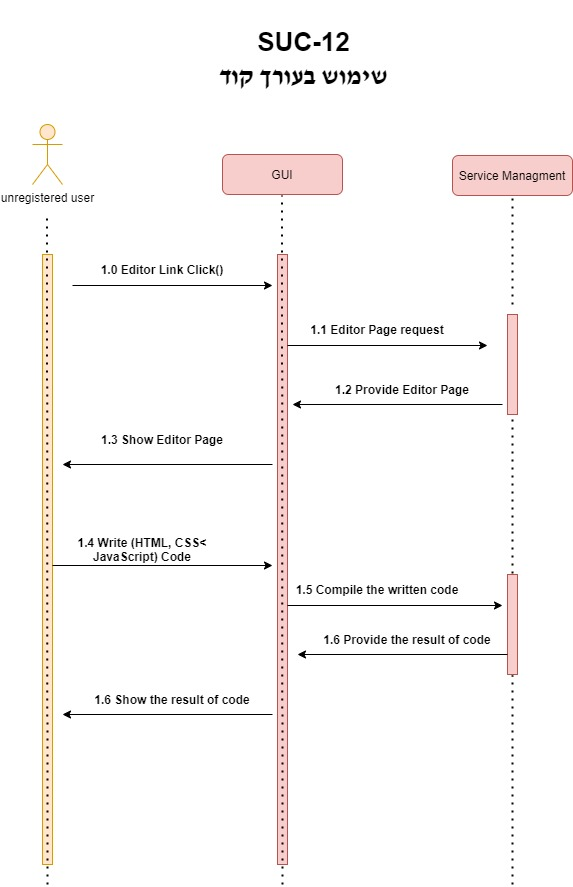 SUC-12
שימוש בעורך קוד
unregistered user
GUI
Service Managment
1.0 Editor Link Click()
1.1 Editor Page request
1.2 Provide Editor Page
1.3 Show Editor Page
1.4 Write (HTML, CSS<
JavaScript) Code
1.5 Compile the written code
1.6 Provide the result of code
1.6 Show the result of code